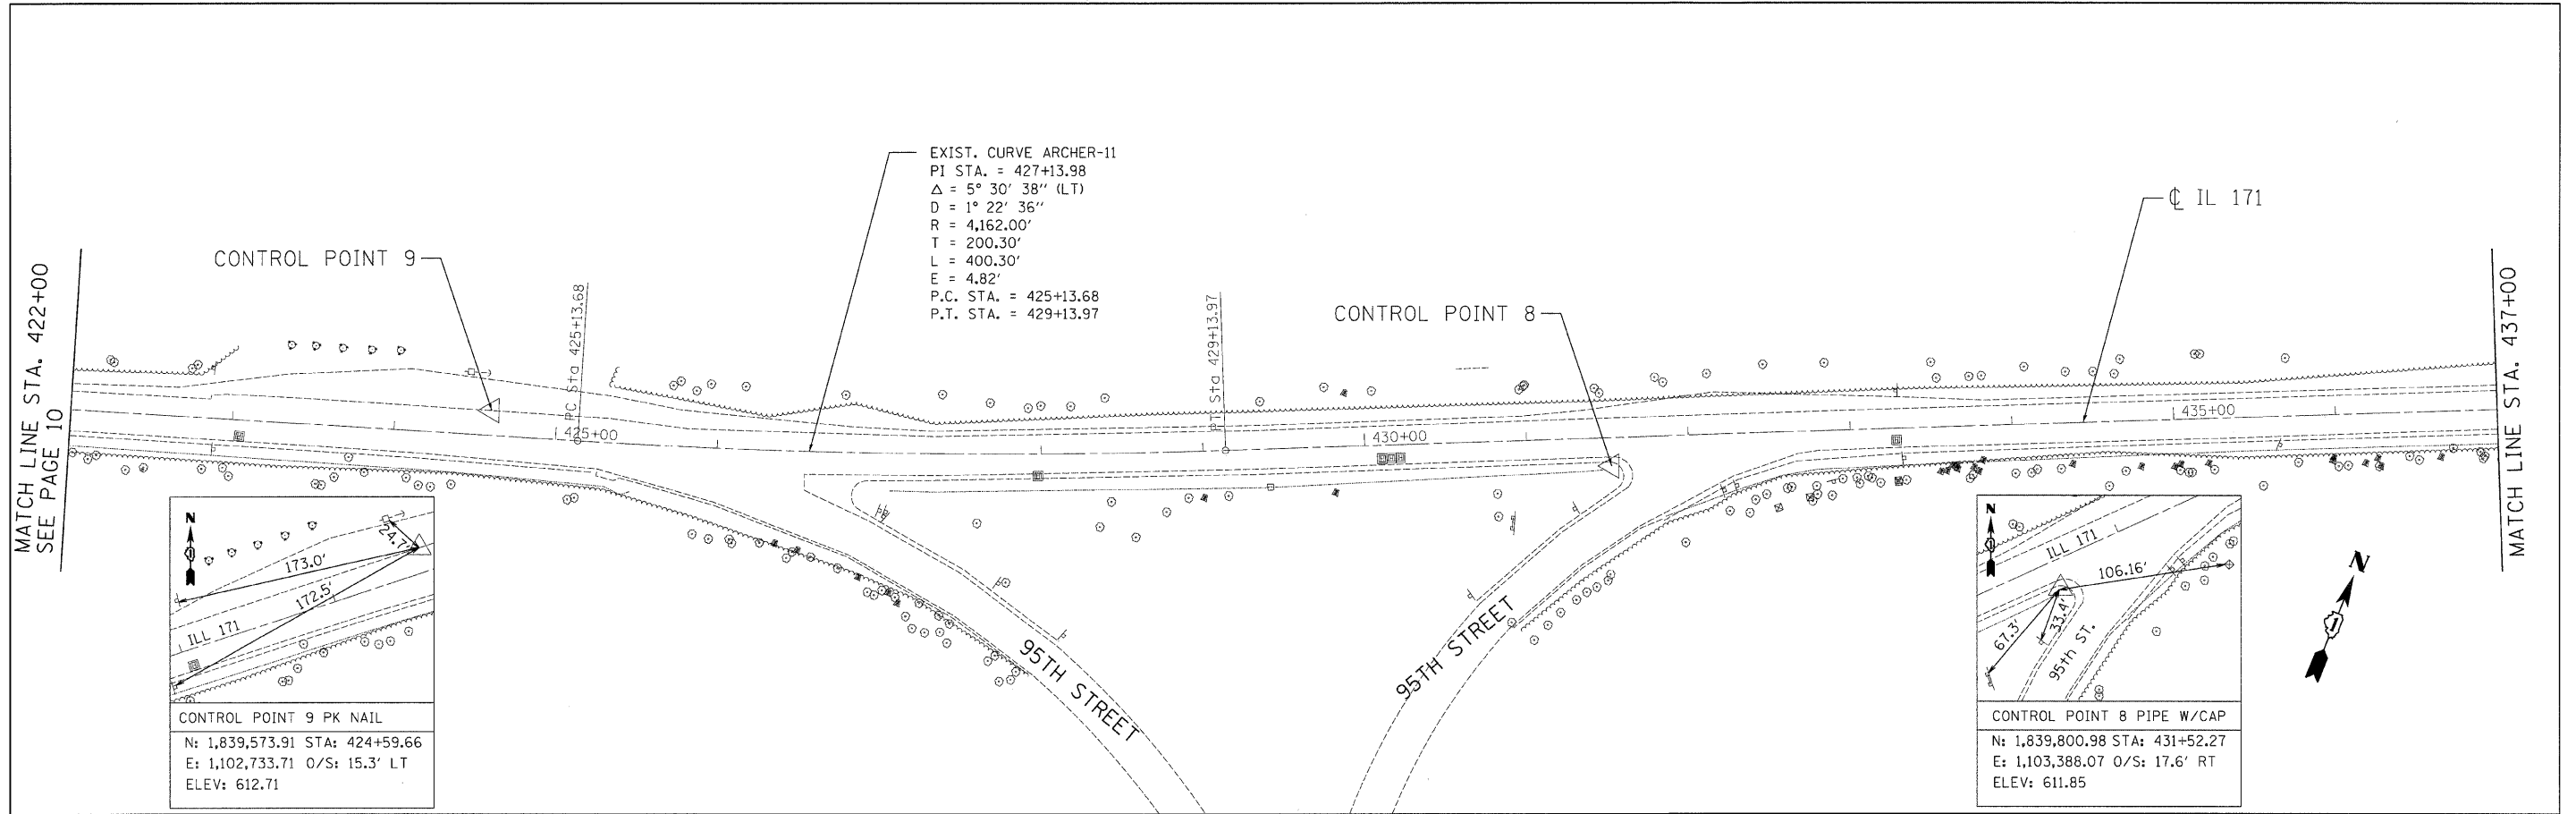 EXIST. CURVE ARCHER-11
PI STA. = 427+13.98
Δ = 5° 30' 38'' (LT)
D = 1° 22' 36''
R = 4,162.00'
T = 200.30'
L = 400.30'
E = 4.82'
P.C. STA. = 425+13.68
P.T. STA. = 429+13.97
℄ IL 171
CONTROL POINT 9
CONTROL POINT 8
MATCH LINE STA. 422+00
SEE PAGE 10
PC Sta 425+13.68
PT Sta 429+13.97
MATCH LINE STA. 437+00
425+00
430+00
435+00
95TH STREET
95TH STREET
N
24.7'
173.0'
172.5'
ILL 171
CONTROL POINT 9 PK NAIL
N: 1,839,573.91 STA: 424+59.66
E: 1,102,733.71 O/S: 15.3' LT
ELEV: 612.71
N
ILL 171
106.16'
67.3'
33.4'
95th ST.
CONTROL POINT 8 PIPE W/CAP
N: 1,839,800.98 STA: 431+52.27
E: 1,103,388.07 O/S: 17.6' RT
ELEV: 611.85
N